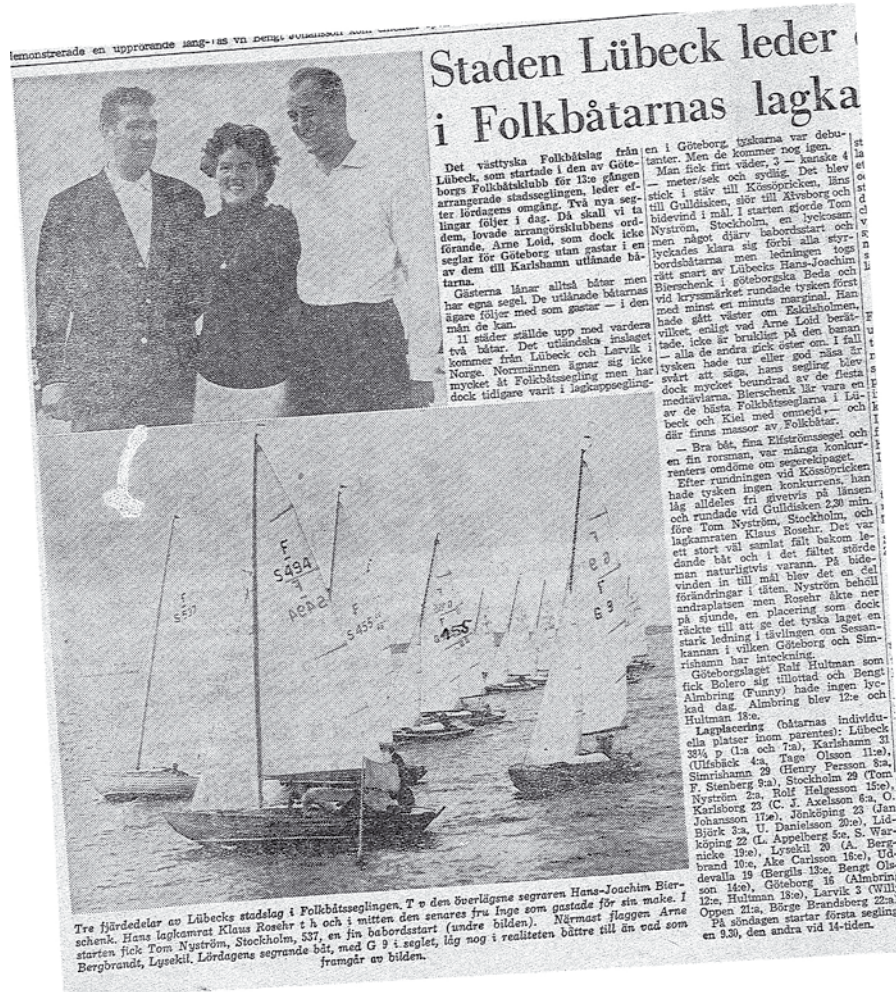 demonstrerade en upprörande lång-
Staden Lübeck leder
i Folkbåtarnas lagka
Det västtyska Folkbåtslag från
Lübeck, som startade i den av Göte-
borgs Folkbåtsklubb för 13:e gången
arrangerade stadsseglingen, leder ef-
ter lördagens omgång. Två nya seg-
lingar följer i dag. Då skall vi ta
dem, lovade arrangörsklubbens ord-
förande, Arne Loid, som dock icke
seglar för Göteborg utan gastar i en
av dem till Karlshamn utlånade bå-
tarna.
Gästerna lånar alltså båtar men
har egna segel. De utlånade båtarnas
ägare följer med som gastar — i den
mån de kan.
11 städer ställde upp med vardera
två båtar. Det utländska inslaget
kommer från Lübeck och Larvik i
Norge. Norrmännen ägnar sig icke
mycket åt Folkbåtssegling men har
dock tidigare varit i lagkappsegling-
en i Göteborg, tyskarna var debu-
tanter. Men de kommer nog igen.
Man fick fint väder, 3 — kanske 4
— meter/sek och sydlig. Det blev
stick i stäv till Kössöpricken, läns
till Gulldisken, slör till Älvsborg och
bidevind i mål. I starten gjorde Tom
Nyström, Stockholm, en lyckosam
men något djärv babordsstart och
lyckades klara sig förbi alla styr-
bordsbåtarna men ledningen togs
rätt snart av Lübecks Hans-Joachim
Bierschenk i göteborgska Beda och
vid kryssmärket rundade tysken först
med minst en minuts marginal. Han
hade gått väster om Eskilsholmen,
vilket, enligt vad Arne Loid berät-
tade, icke är brukligt på den banan
— alla de andra gick öster om. I fall
tysken hade tur eller god näsa är
svårt att säga, hans segling blev
dock mycket beundrad av de flesta
medtävlarna. Bierschenk lär vara en
av de bästa Folkbåtsseglarna i Lü-
beck och Kiel med omnejd,— och
där finns massor av Folkbåtar.
— Bra båt, fina Elfströmssegel och
en fin rorsman, var många konkur-
renters omdöme om segerekipaget.
Efter rundningen vid Kössöpricken
hade tysken ingen konkurrens, han
låg alldeles fri givetvis på länsen
och rundade vid Gulldisken 2,30 min.
före Tom Nyström, Stockholm, och
lagkamraten Klaus Rosehr. Det var
ett stort väl samlat fält bakom le-
dande båt och i det fältet störde
man naturligtvis varann. På bide-
vinden in till mål blev det en del
förändringar i täten. Nyström behöll
andraplatsen men Rosehr åkte ner
på sjunde, en placering som dock
räckte till att ge det tyska laget en
stark ledning i tävlingen om Sessan-
kannan i vilken Göteborg och Sim-
rishamn har inteckning.
Göteborgslaget Ralf Hultman som
fick Bolero sig tillottad och Bengt
Almbring (Funny) hade ingen lyc-
kad dag. Almbring blev 12:e och
Hultman 18:e.
Lagplacering (båtarnas individu-
ella platser inom parentes): Lübeck
38¼ p (1:a och 7:a), Karlshamn 31
(Ulfsbäck 4:a, Tage Olsson 11:e),
Simrishamn 29 (Henry Persson 8:a,
F. Stenberg 9:a), Stockholm 29 (Tom
Nyström 2:a, Rolf Helgesson 15:e),
Karlsborg 23 (C. J. Axelsson 6:a, O.
Johansson 17:e), Jönköping 23 (Jan
Björk 3:a, U. Danielsson 20:e), Lid-
köping 22 (L. Appelberg 5:e, S. War-
nicke 19:e), Lysekil 20 (A. Berg-
brand 10:e, Ake Carlsson 16:e), Ud-
devalla 19 (Bergils 13:e, Bengt Ols-
son 14:e), Göteborg 16 (Almbring
12:e, Hultman 18:e), Larvik 3 (Will
Oppen 21:a, Börge Brandsberg 22:a)
På söndagen startar första segling-
en 9.30, den andra vid 14-tiden.
F
S 537
F
S 494
F
S 455
F
G 9
Tre fjärdedelar av Lübecks stadslag i Folkbåtsseglingen. T v den överlägsne segraren Hans-Joachim Bier-
schenk. Hans lagkamrat Klaus Rosehr t h och i mitten den senares fru Inge som gastade för sin make. I
starten fick Tom Nyström, Stockholm, 537, en fin babordsstart (undre bilden). Närmast flaggen Arne
Bergbrandt, Lysekil. Lördagens segrande båt, med G 9 i seglet, låg nog i realiteten bättre till än vad som
framgår av bilden.